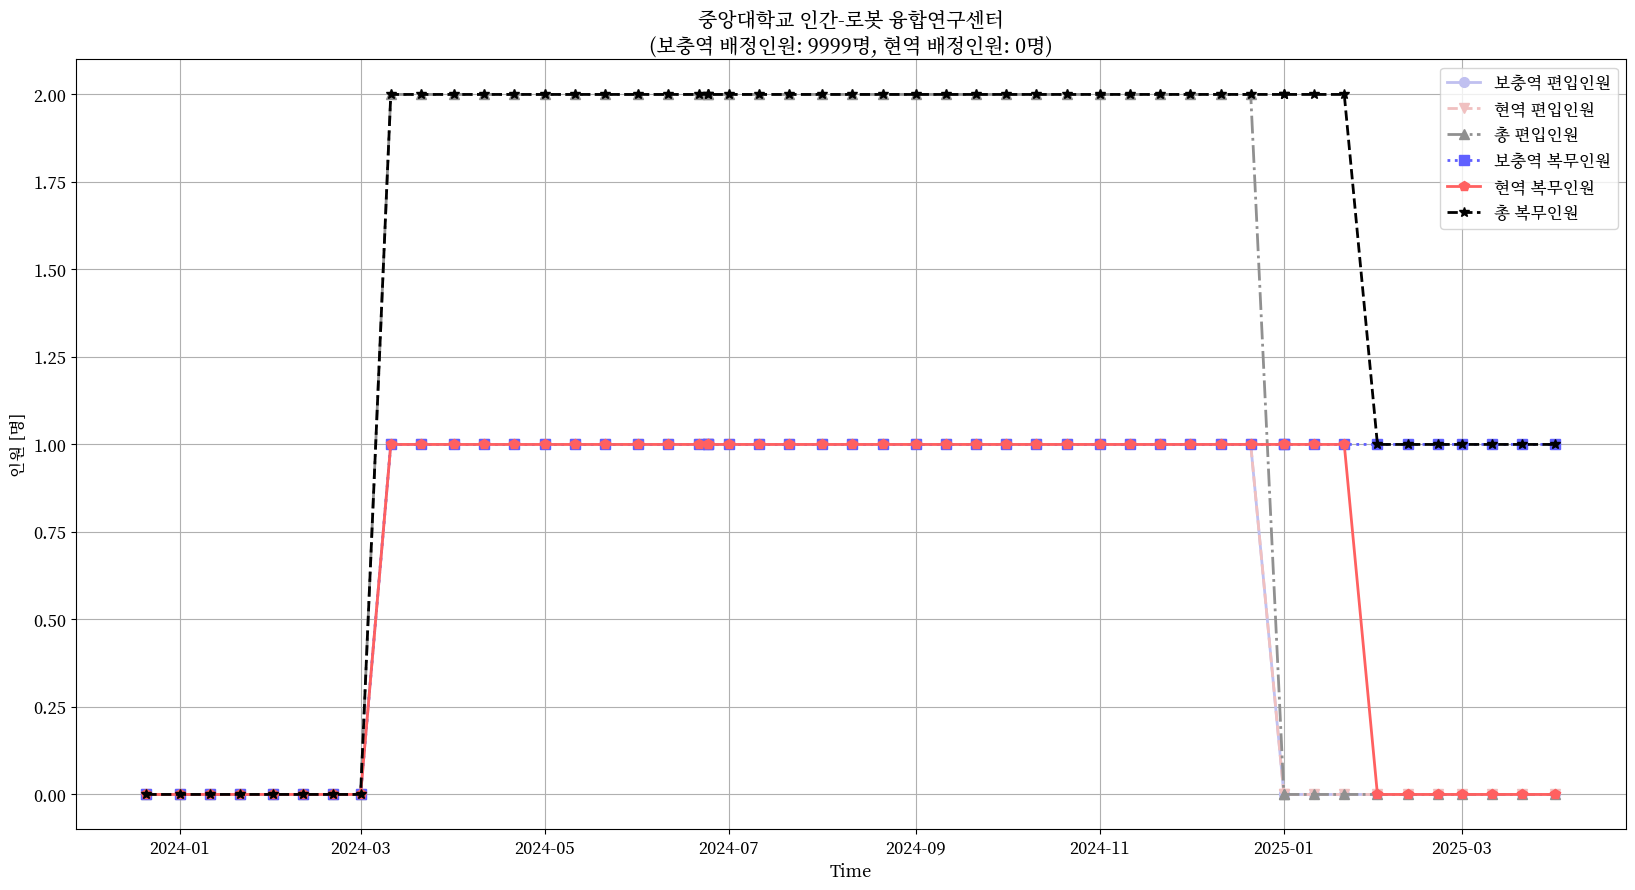 중앙대학교 인간-로봇 융합연구센터
(보충역 배정인원: 9999명, 현역 배정인원: 0명)
보충역 편입인원
현역 편입인원
총 편입인원
보충역 복무인원
현역 복무인원
총 복무인원
인원 [명]
2.00
1.75
1.50
1.25
1.00
0.75
0.50
0.25
0.00
2024-01 2024-03 2024-05 2024-07 2024-09 2024-11 2025-01 2025-03
Time